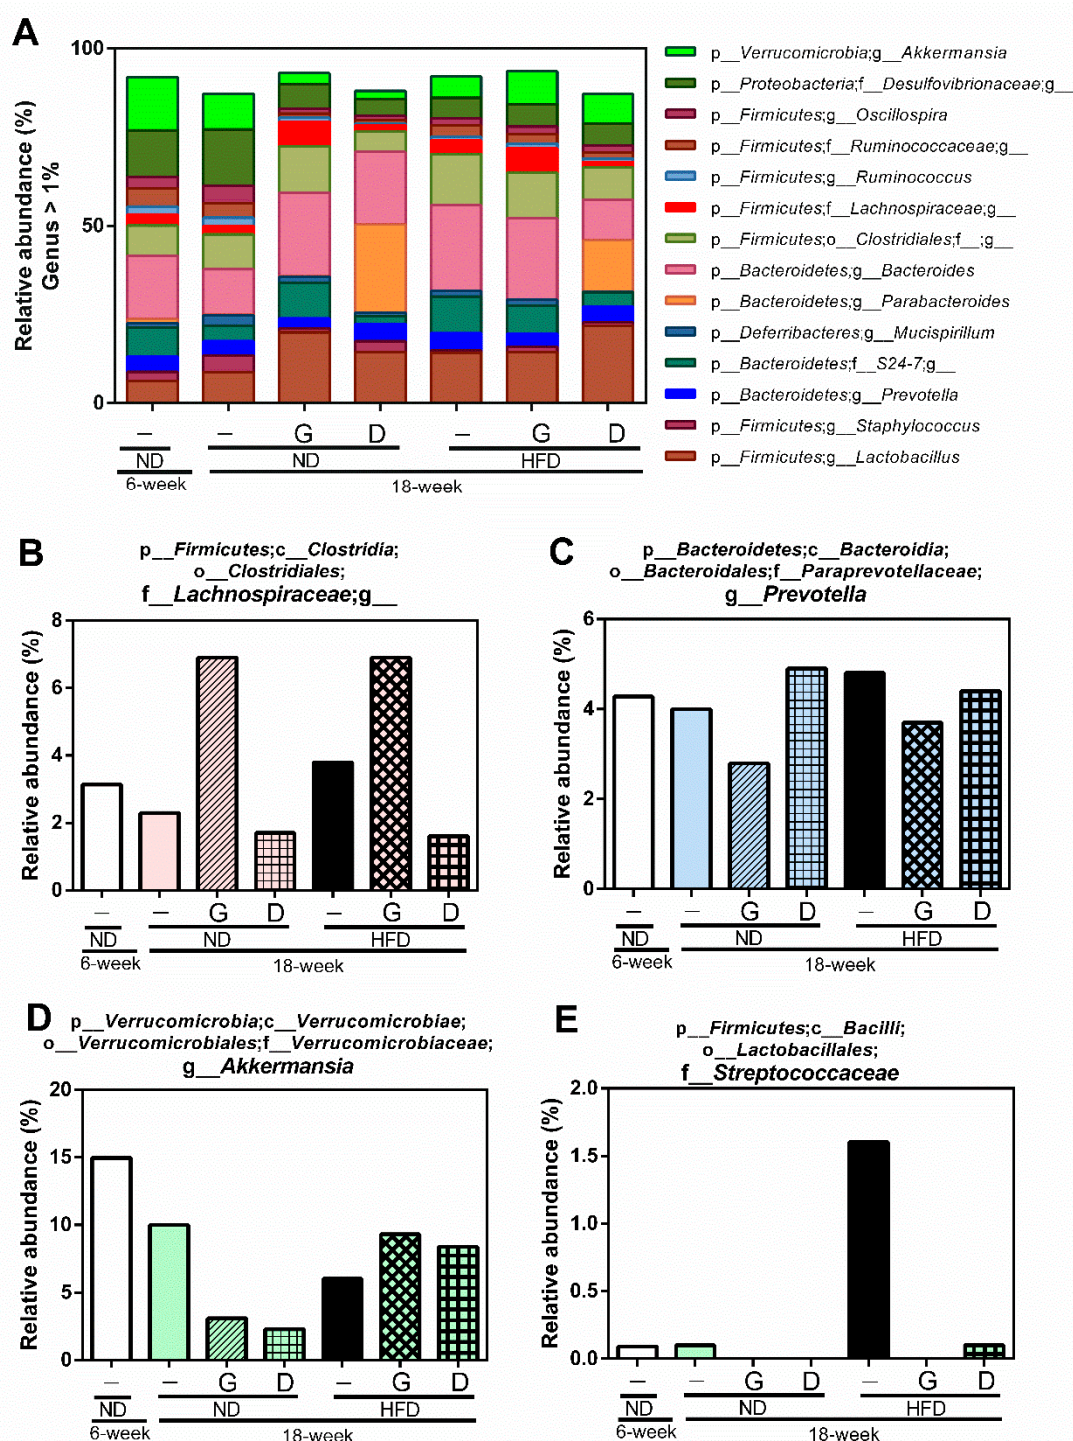 A
Relative abundance (%)
Genus > 1%
100
50
0
– – G D – G D
ND ND HFD
6-week 18-week
p__Verrucomicrobia;g__Akkermansia
p__Proteobacteria;f__Desulfovibrionaceae;g__
p__Firmicutes;g__Oscillospira
p__Firmicutes;f__Ruminococcaceae;g__
p__Firmicutes;g__Ruminococcus
p__Firmicutes;f__Lachnospiraceae;g__
p__Firmicutes;o__Clostridiales;f__;g__
p__Bacteroidetes;g__Bacteroides
p__Bacteroidetes;g__Parabacteroides
p__Deferribacteres;g__Mucispirillum
p__Bacteroidetes;f__S24-7;g__
p__Bacteroidetes;g__Prevotella
p__Firmicutes;g__Staphylococcus
p__Firmicutes;g__Lactobacillus
B
p__Firmicutes;c__Clostridia;
o__Clostridiales;
f__Lachnospiraceae;g__
Relative abundance (%)
8
6
4
2
0
– – G D – G D
ND ND HFD
6-week 18-week
C
p__Bacteroidetes;c__Bacteroidia;
o__Bacteroidales;f__Paraprevotellaceae;
g__Prevotella
Relative abundance (%)
6
4
2
0
– – G D – G D
ND ND HFD
6-week 18-week
D
p__Verrucomicrobia;c__Verrucomicrobiae;
o__Verrucomicrobiales;f__Verrucomicrobiaceae;
g__Akkermansia
Relative abundance (%)
20
15
10
5
0
– – G D – G D
ND ND HFD
6-week 18-week
E
p__Firmicutes;c__Bacilli;
o__Lactobacillales;
f__Streptococcaceae
Relative abundance (%)
2.0
1.5
1.0
0.5
0.0
– – G D – G D
ND ND HFD
6-week 18-week